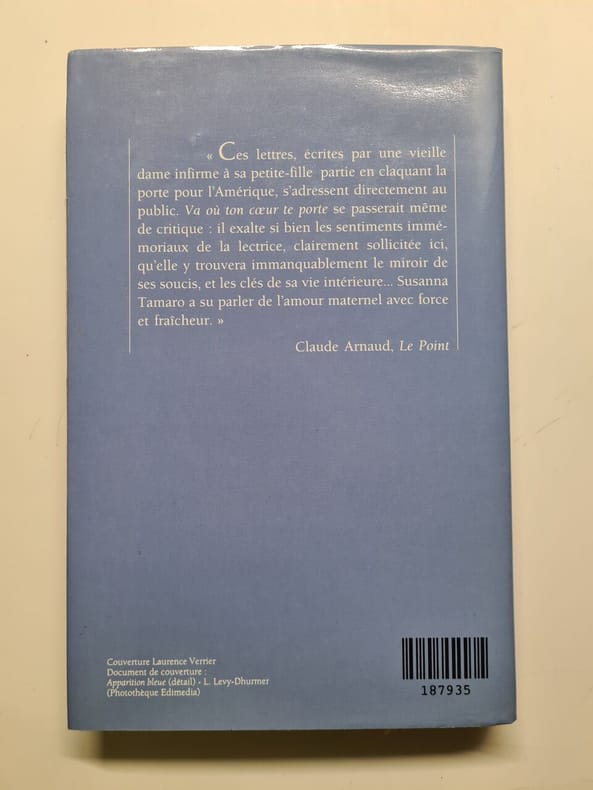 « Ces lettres, écrites par une vieille
dame infirme à sa petite-fille partie en claquant la
porte pour l'Amérique, s'adressent directement au
public. Va où ton cœur te porte se passerait même
de critique : il exalte si bien les sentiments immé-
moriaux de la lectrice, clairement sollicitée ici,
qu'elle y trouvera immanquablement le miroir de
ses soucis, et les clés de sa vie intérieure... Susanna
Tamaro a su parler de l'amour maternel avec force
et fraîcheur. »
Claude Arnaud, Le Point
Couverture Laurence Verrier
Document de couverture :
Apparition bleue (détail) - L. Levy-Dhurmer
(Photothèque Edimedia)
187935